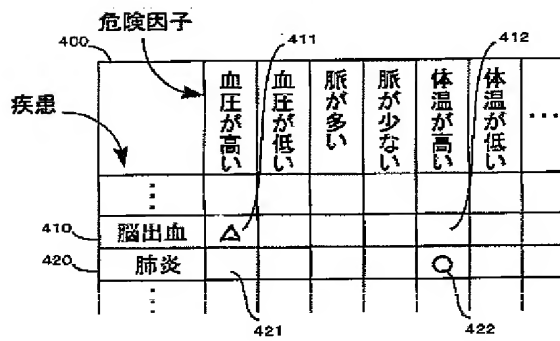 危険因子
400
411
412
疾患
血圧が高い
血圧が低い
脈が多い
脈が少ない
体温が高い
体温が低い
…
⋮
410
脳出血
△
420
肺炎
○
⋮
421
422